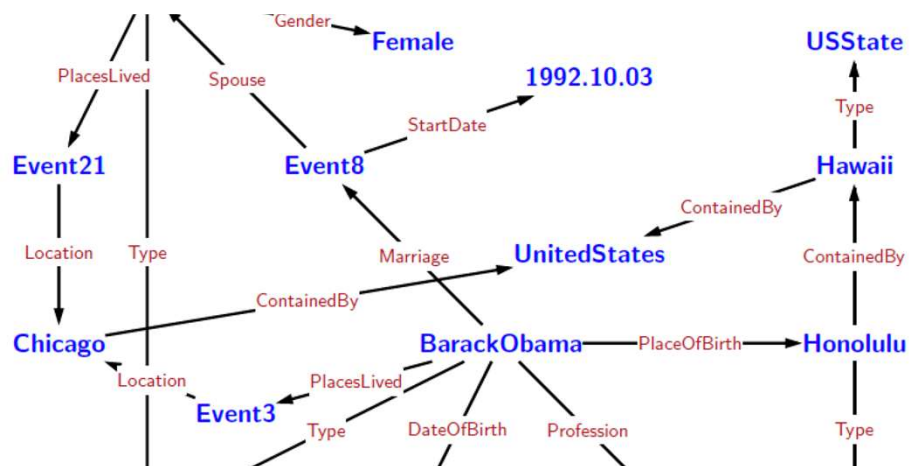 Gender
Female
USState
PlacesLived
Spouse
1992.10.03
Type
StartDate
Event21
Event8
Hawaii
ContainedBy
Location
Type
Marriage
UnitedStates
ContainedBy
ContainedBy
Chicago
BarackObama
PlaceOfBirth
Honolulu
Location
PlacesLived
Event3
Type
DateOfBirth
Profession
Type